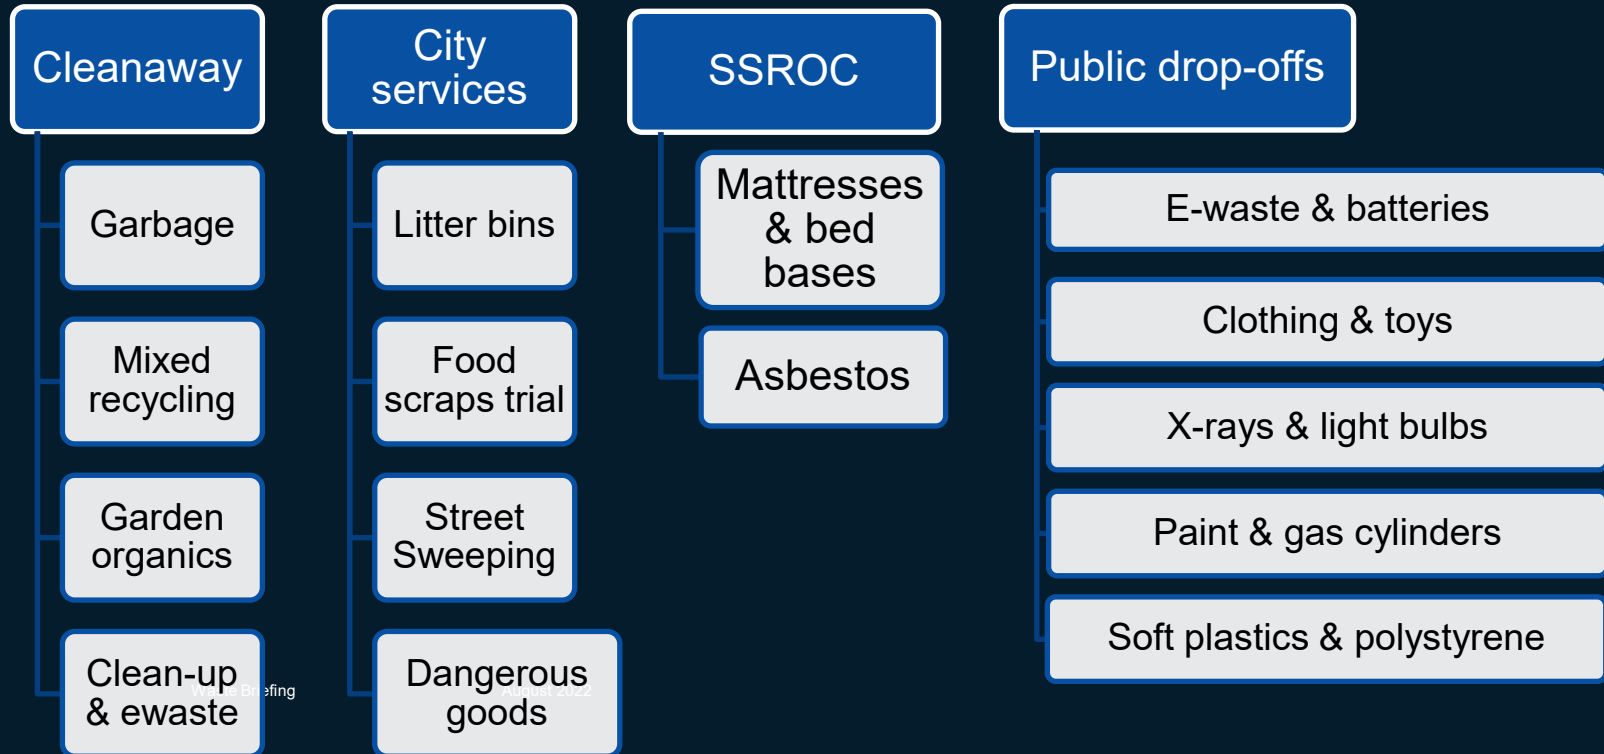 Cleanaway
Garbage
Mixed
recycling
Garden
organics
Clean-up
& ewaste
City
services
Litter bins
Food
scraps trial
Street
Sweeping
Dangerous
goods
SSROC
Mattresses
& bed
bases
Asbestos
Public drop-offs
E-waste & batteries
Clothing & toys
X-rays & light bulbs
Paint & gas cylinders
Soft plastics & polystyrene
Waste Briefing
August 2022